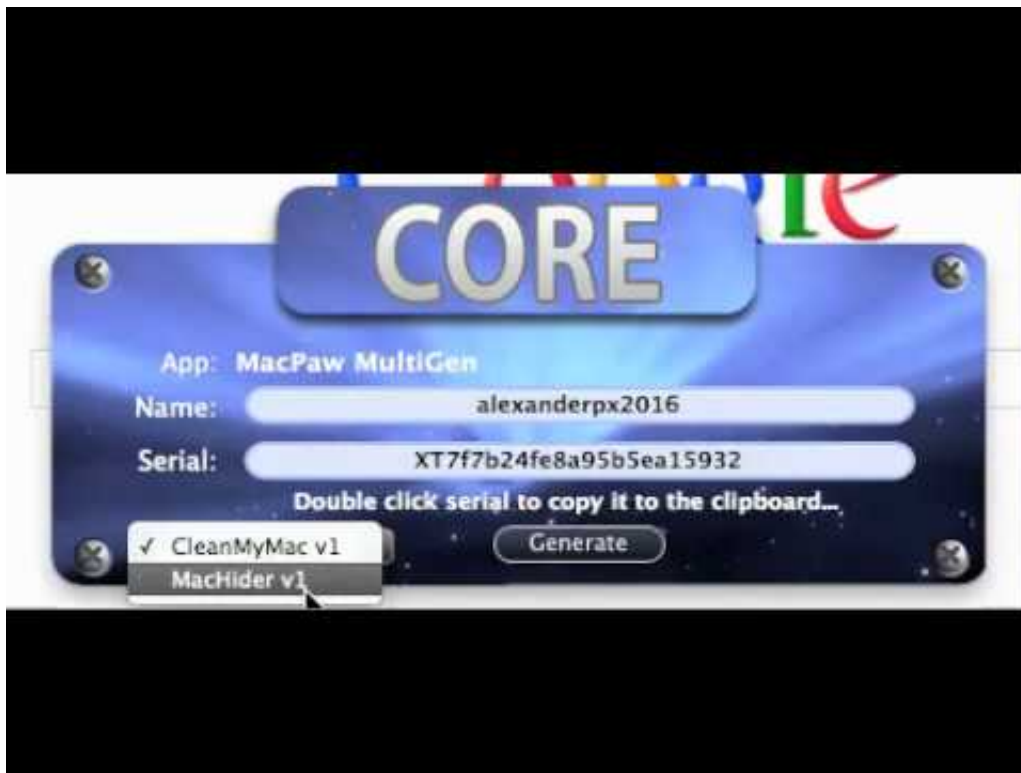 CORE
App: MacPaw MultiGen
Name: alexanderpx2016
Serial: XT7f7b24fe8a95b5ea15932
Double click serial to copy it to the clipboard...
✓ CleanMyMac v1
Generate
MacHider v1